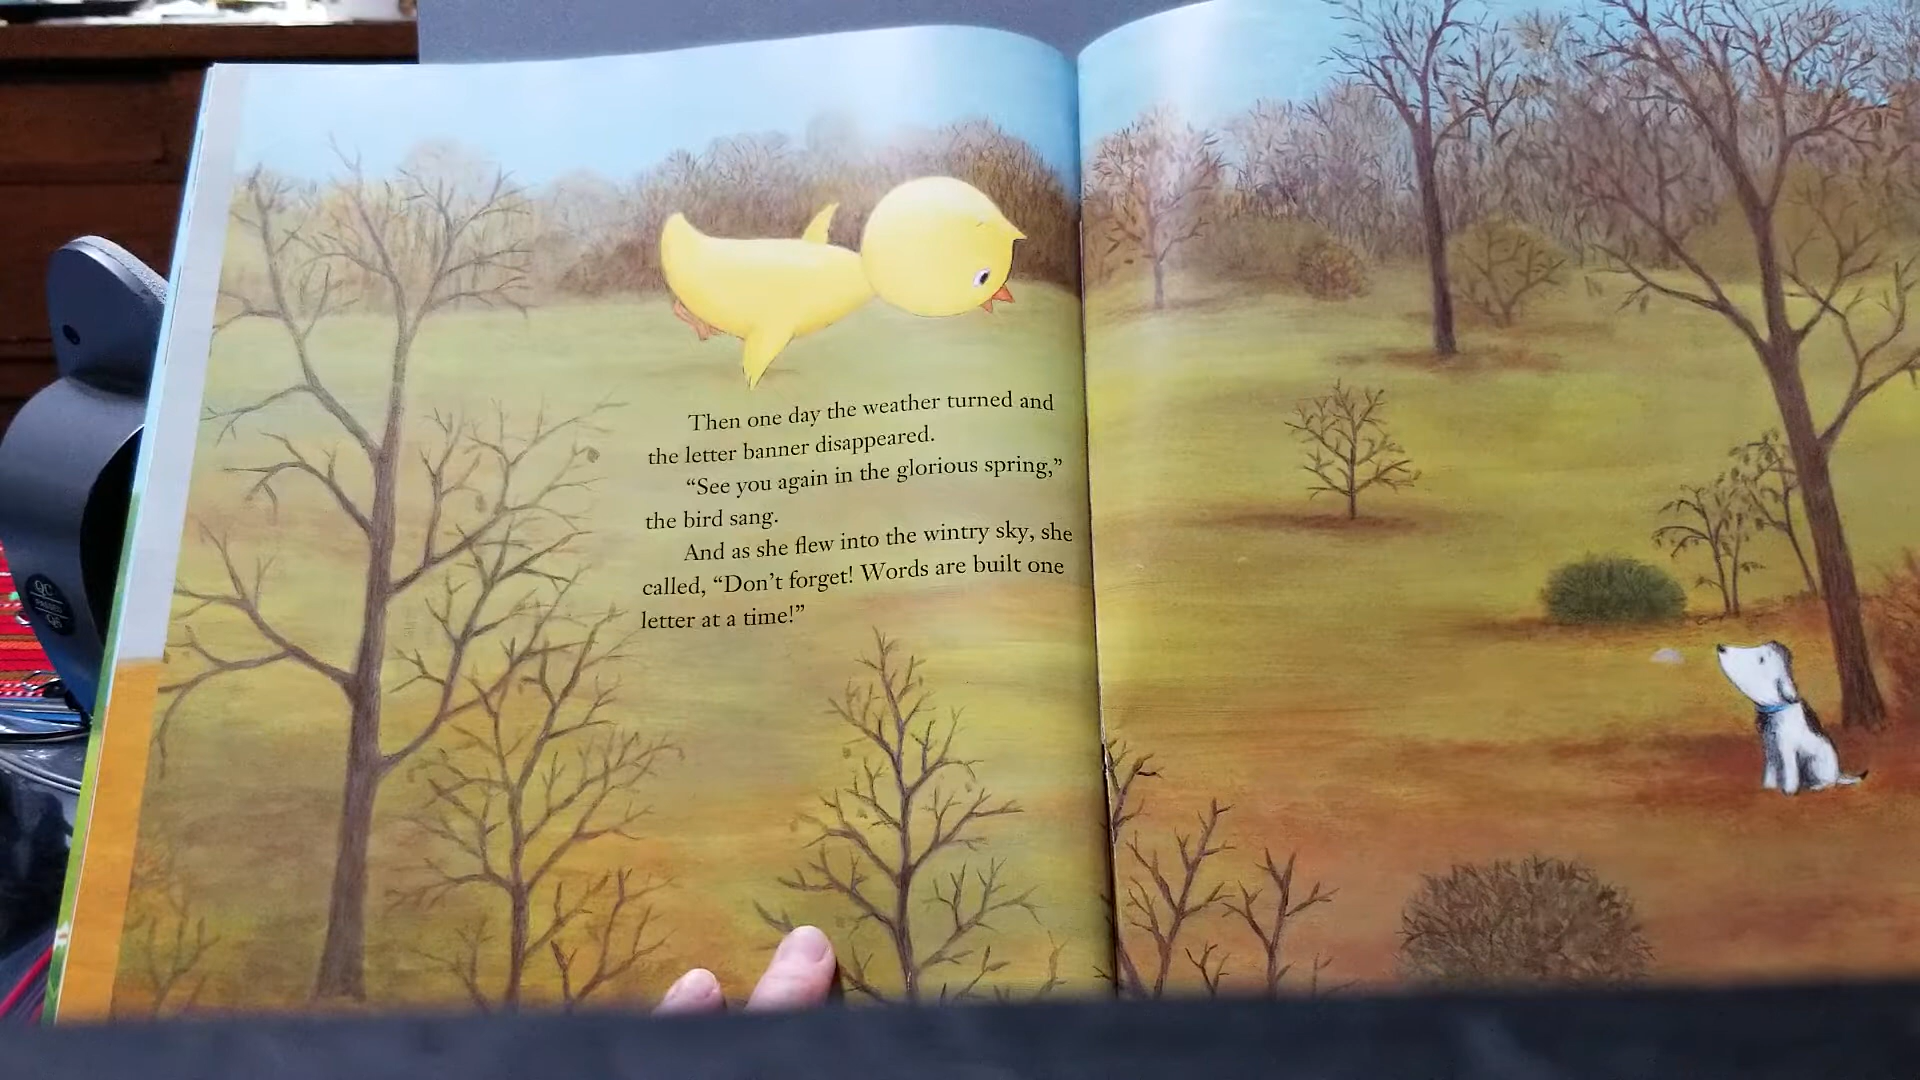 Then one day the weather turned and
the letter banner disappeared.
“See you again in the glorious spring,”
the bird sang.
And as she flew into the wintry sky, she
called, “Don’t forget! Words are built one
letter at a time!”
QC
PASSED